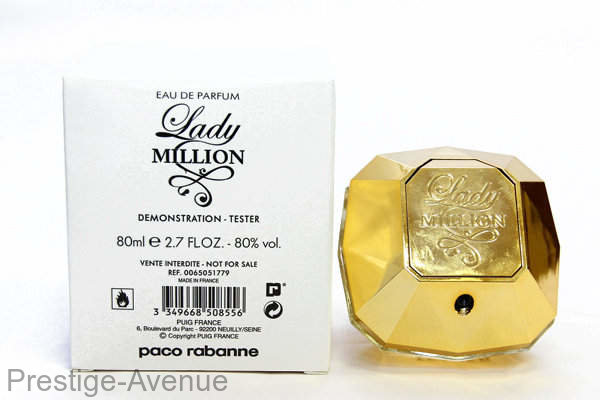 EAU DE PARFUM
Lady
MILLION
DEMONSTRATION - TESTER
80ml e 2.7 FLOZ. - 80% vol.
VENTE INTERDITE - NOT FOR SALE
REF. 0065051779
MADE IN FRANCE
3 349668 508556
PUIG FRANCE
6, Boulevard du Parc - 92200 NEUILLY/SEINE
© Copyright PUIG FRANCE
paco rabanne
Lady
MILLION
Prestige-Avenue